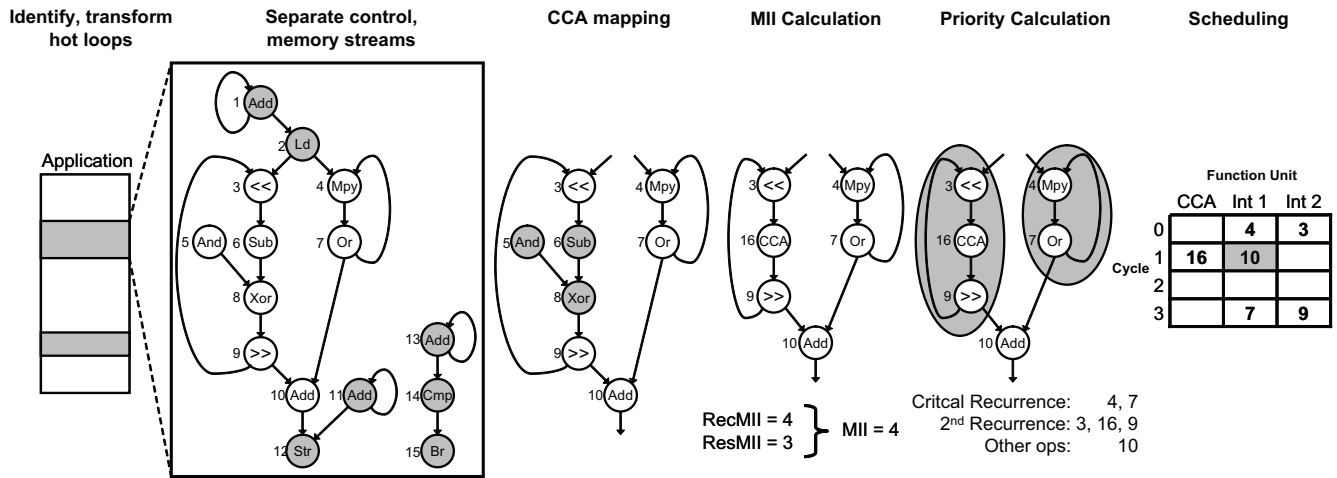 Identify, transform
hot loops
Separate control,
memory streams
CCA mapping
MII Calculation
Priority Calculation
Scheduling
Application
1 Add
2 Ld
3 <<
4 Mpy
5 And
6 Sub
7 Or
8 Xor
9 >>
10 Add
11 Add
12 Str
13 Add
14 Cmp
15 Br
3 <<
4 Mpy
5 And
6 Sub
7 Or
8 Xor
9 >>
10 Add
3 <<
4 Mpy
16 CCA
7 Or
9 >>
10 Add
RecMII = 4
ResMII = 3
MII = 4
3 <<
4 Mpy
16 CCA
7 Or
9 >>
10 Add
Critcal Recurrence: 4, 7
2nd Recurrence: 3, 16, 9
Other ops: 10
Function Unit
CCA Int 1 Int 2
Cycle
0 4 3
1 16 10
2
3 7 9